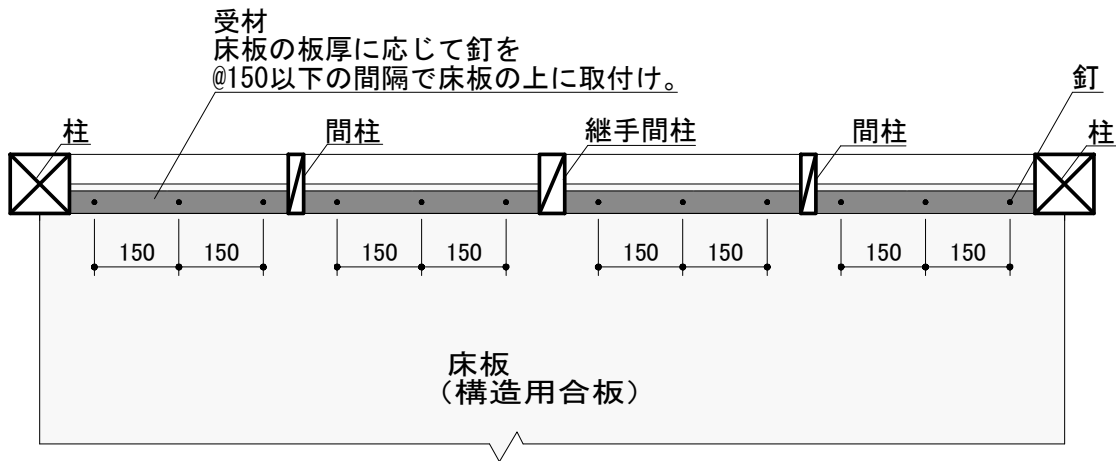 受材
床板の板厚に応じて釘を
@150以下の間隔で床板の上に取付け。
釘
柱
間柱
継手間柱
間柱
柱
150
150
150
150
150
150
150
150
床板
(構造用合板)